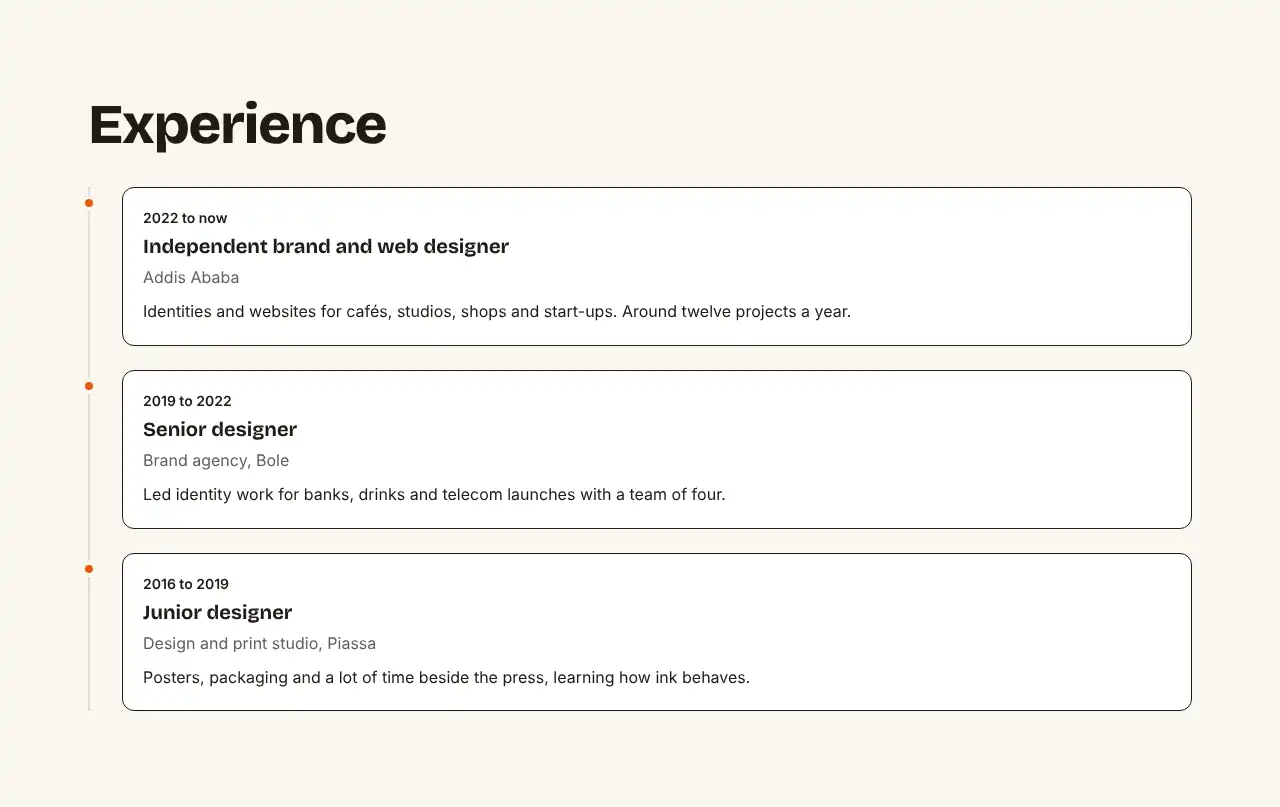 Experience
2022 to now
Independent brand and web designer
Addis Ababa
Identities and websites for cafés, studios, shops and start-ups. Around twelve projects a year.
2019 to 2022
Senior designer
Brand agency, Bole
Led identity work for banks, drinks and telecom launches with a team of four.
2016 to 2019
Junior designer
Design and print studio, Piassa
Posters, packaging and a lot of time beside the press, learning how ink behaves.